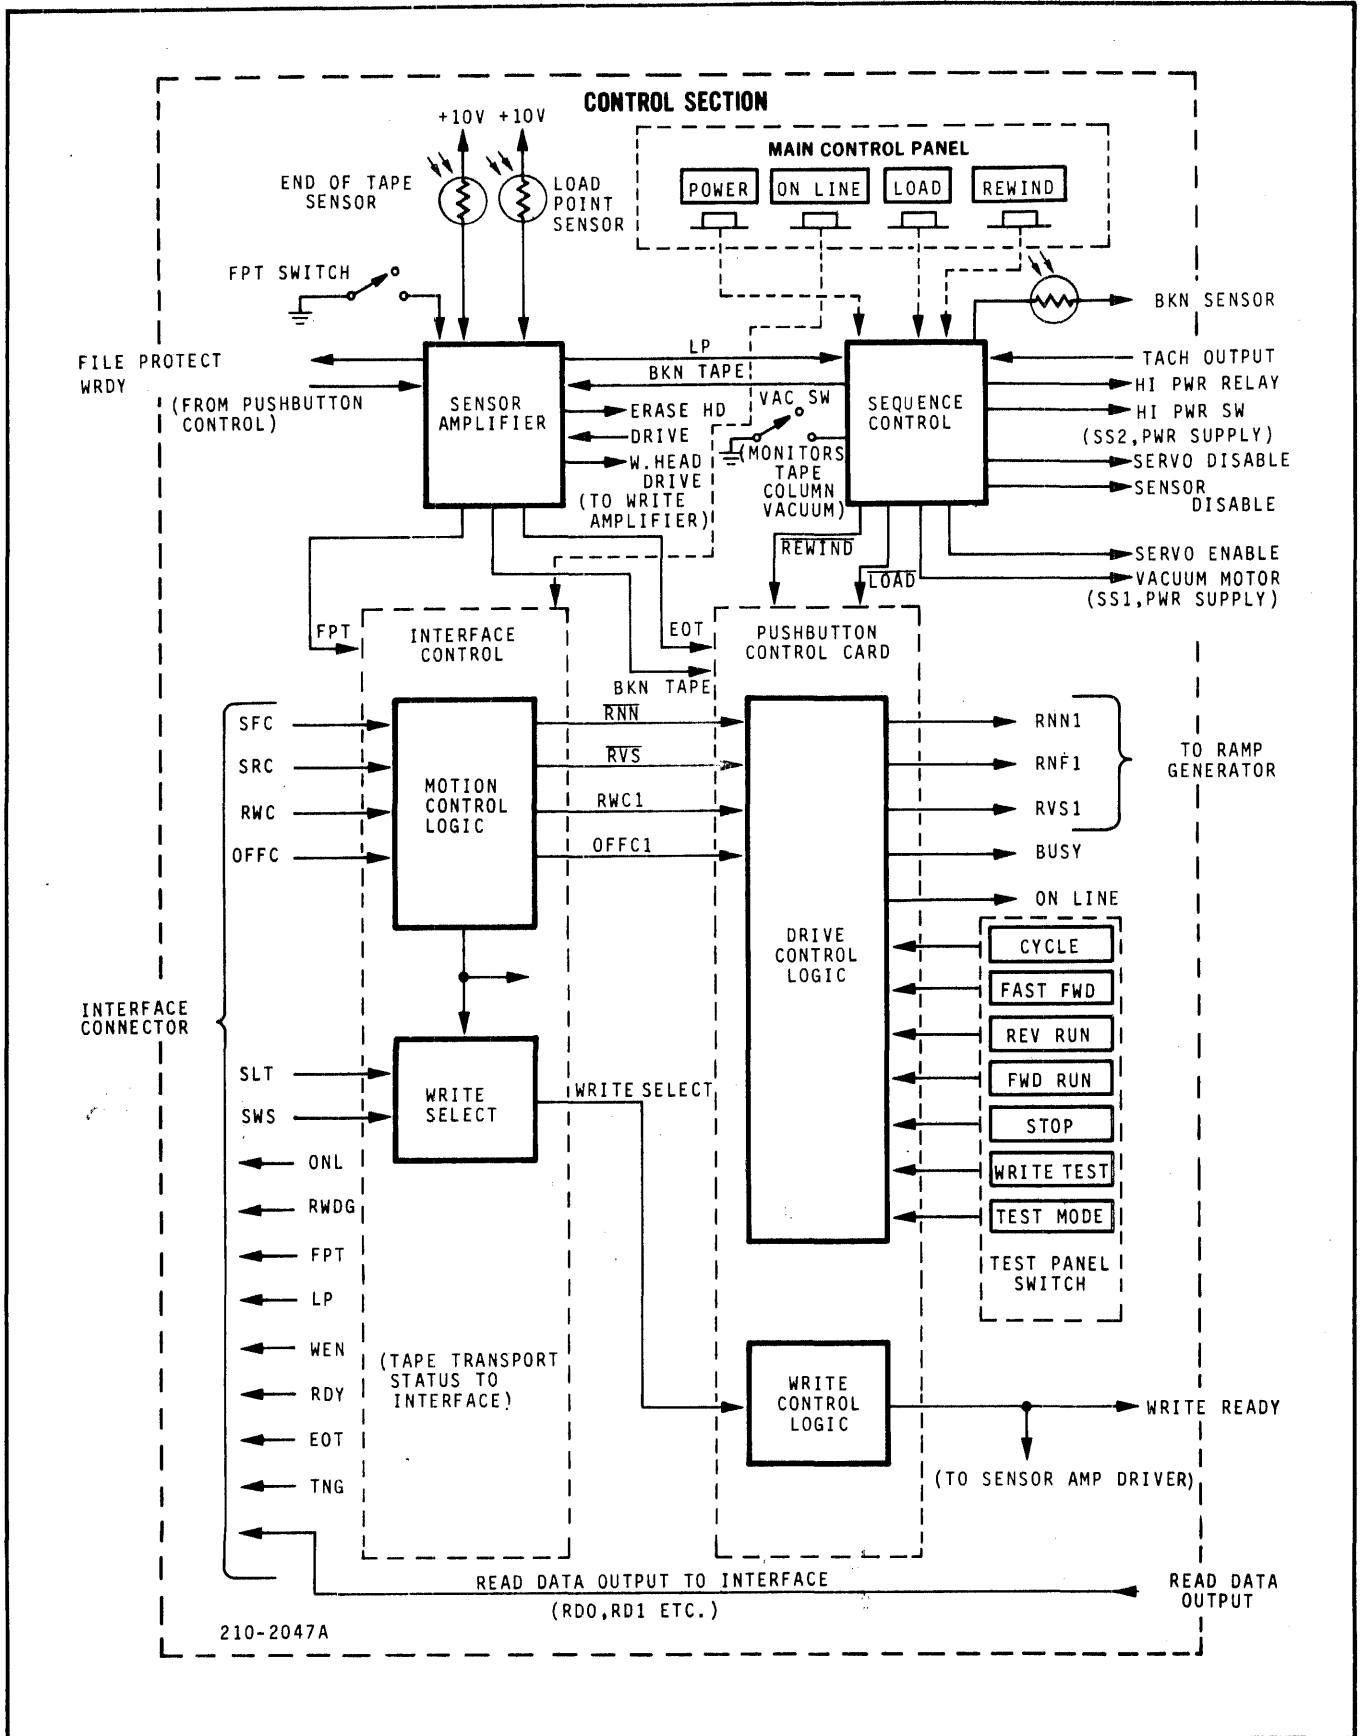 CONTROL SECTION
+10V +10V
MAIN CONTROL PANEL
POWER
ON LINE
LOAD
REWIND
END OF TAPE
SENSOR
LOAD
POINT
SENSOR
FPT SWITCH
BKN SENSOR
FILE PROTECT
WRDY
(FROM PUSHBUTTON
CONTROL)
SENSOR
AMPLIFIER
LP
BKN TAPE
ERASE HD
DRIVE
W.HEAD
DRIVE
(TO WRITE
AMPLIFIER)
VAC SW
(MONITORS
TAPE
COLUMN
VACUUM)
SEQUENCE
CONTROL
TACH OUTPUT
HI PWR RELAY
HI PWR SW
(SS2,PWR SUPPLY)
SERVO DISABLE
SENSOR
DISABLE
SERVO ENABLE
VACUUM MOTOR
(SS1,PWR SUPPLY)
REWIND
LOAD
FPT
INTERFACE
CONTROL
EOT
BKN TAPE
PUSHBUTTON
CONTROL CARD
SFC
SRC
RWC
OFFC
MOTION
CONTROL
LOGIC
RNN
RVS
RWC1
OFFC1
DRIVE
CONTROL
LOGIC
RNN1
RNF1
RVS1
TO RAMP
GENERATOR
BUSY
ON LINE
CYCLE
FAST FWD
REV RUN
FWD RUN
STOP
WRITE TEST
TEST MODE
TEST PANEL
SWITCH
INTERFACE
CONNECTOR
SLT
SWS
WRITE
SELECT
WRITE SELECT
ONL
RWDG
FPT
LP
WEN
RDY
EOT
TNG
(TAPE TRANSPORT
STATUS TO
INTERFACE)
WRITE
CONTROL
LOGIC
WRITE READY
(TO SENSOR AMP DRIVER)
READ DATA OUTPUT TO INTERFACE
(RD0,RD1 ETC.)
READ DATA
OUTPUT
210-2047A